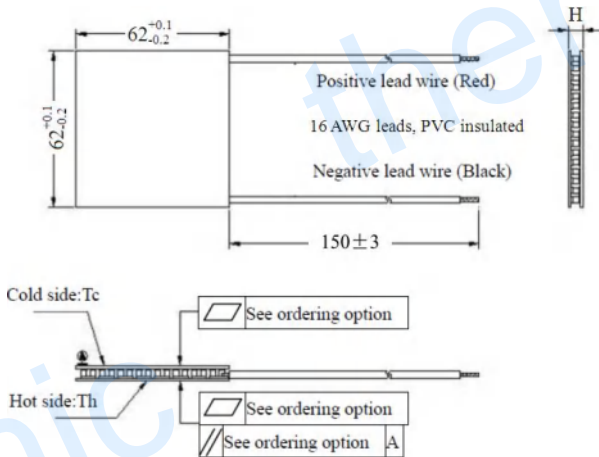 62+0.1-0.2
H
Positive lead wire (Red)
62+0.1-0.2
16 AWG leads, PVC insulated
Negative lead wire (Black)
150±3
Cold side:Tc
See ordering option
A
Hot side:Th
See ordering option
See ordering option A